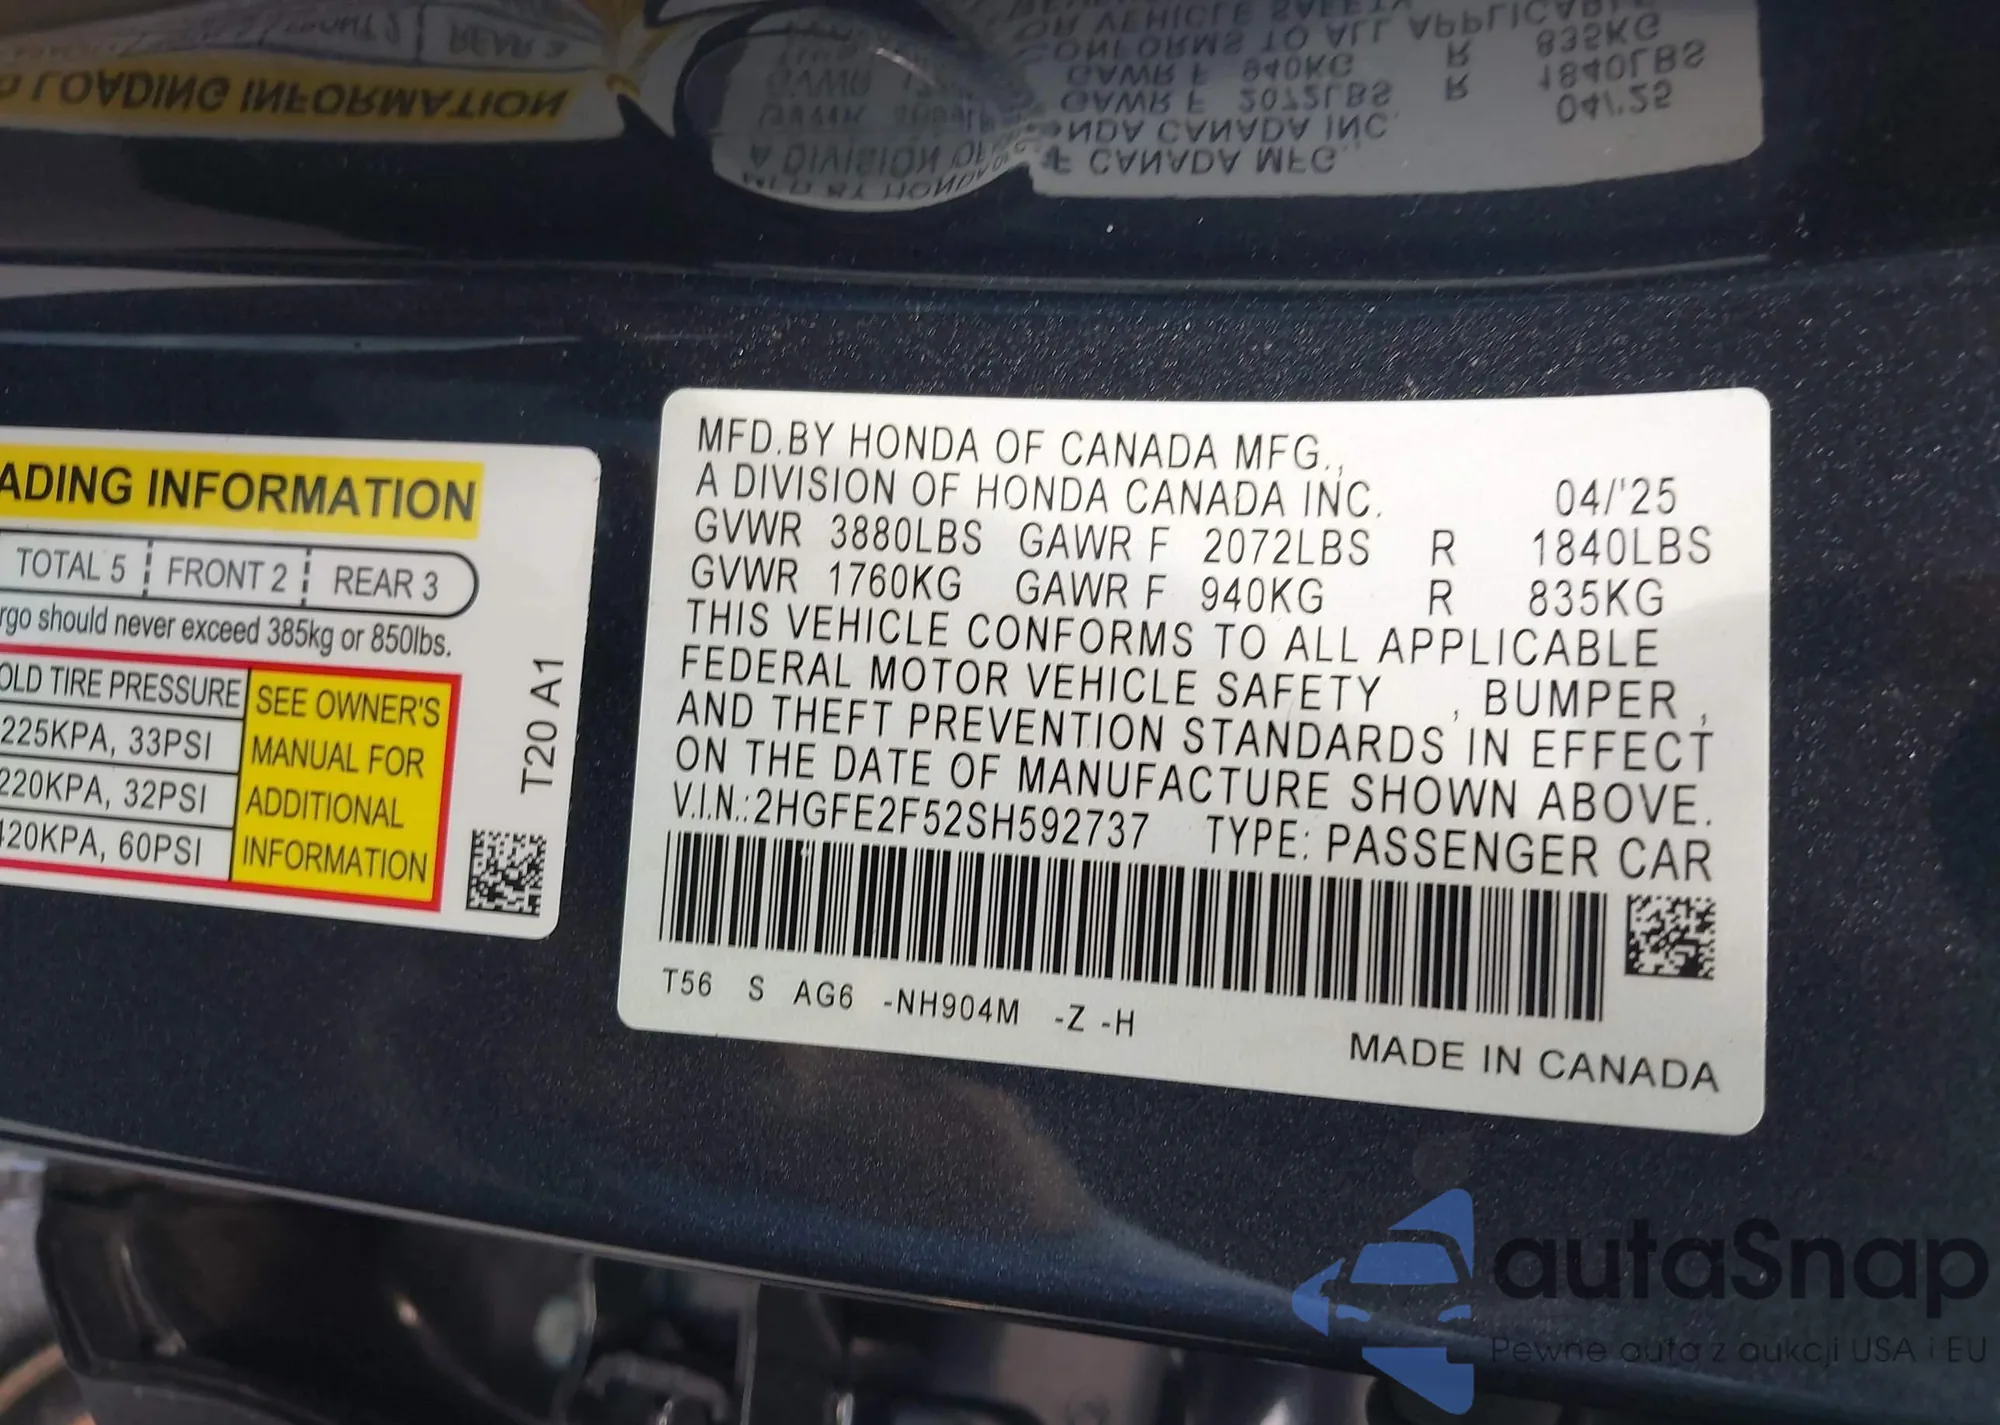 ADING INFORMATION
TOTAL 5 FRONT 2 REAR 3
rgo should never exceed 385kg or 850lbs.
OLD TIRE PRESSURE
225KPA, 33PSI
220KPA, 32PSI
420KPA, 60PSI
SEE OWNER'S
MANUAL FOR
ADDITIONAL
INFORMATION
T20 A1
MFD.BY HONDA OF CANADA MFG.,
A DIVISION OF HONDA CANADA INC. 04/'25
GVWR 3880LBS GAWR F 2072LBS R 1840LBS
GVWR 1760KG GAWR F 940KG R 835KG
THIS VEHICLE CONFORMS TO ALL APPLICABLE
FEDERAL MOTOR VEHICLE SAFETY , BUMPER ,
AND THEFT PREVENTION STANDARDS IN EFFECT
ON THE DATE OF MANUFACTURE SHOWN ABOVE.
V.I.N.:2HGFE2F52SH592737 TYPE: PASSENGER CAR
T56 S AG6 -NH904M -Z -H
MADE IN CANADA
autaSnap
Pewne auta z aukcji USA i EU